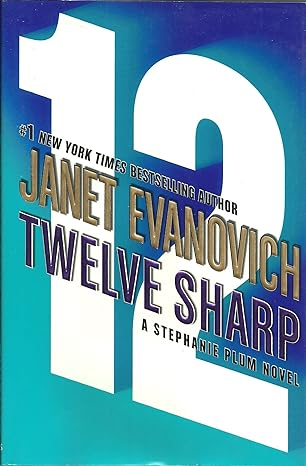 12
#1 NEW YORK TIMES BESTSELLING AUTHOR
JANET EVANOVICH
TWELVE SHARP
A STEPHANIE PLUM NOVEL